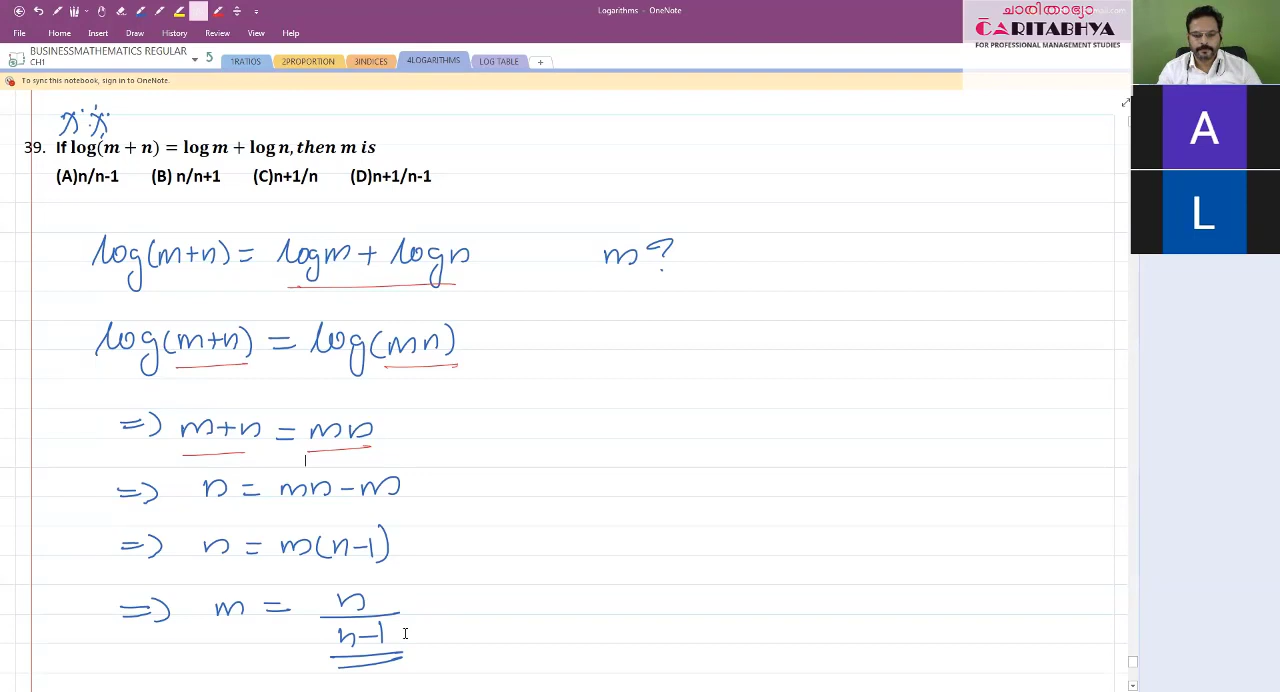 Logarithms - OneNote
ചാരിതാഭ്യാ
CARITABHYA
FOR PROFESSIONAL MANAGEMENT STUDIES
File Home Insert Draw History Review View Help
BUSINESSMATHEMATICS REGULAR
CH1
1RATIOS 2PROPORTION 3INDICES 4LOGARITHMS LOG TABLE +
To sync this notebook, sign in to OneNote.
A
L
39. If log(m + n) = log m + log n, then m is
(A)n/n-1 (B) n/n+1 (C)n+1/n (D)n+1/n-1
log(m+n) = logm + logn m?
log(m+n) = log(mn)
=> m+n = mn
=> n = mn-m
=> n = m(n-1)
=> m = n
n-1